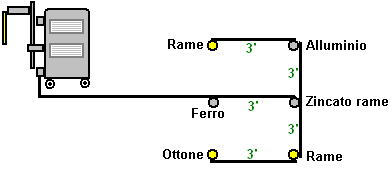 Rame 3' Alluminio
3'
Ferro 3' Zincato rame
3'
Ottone 3' Rame